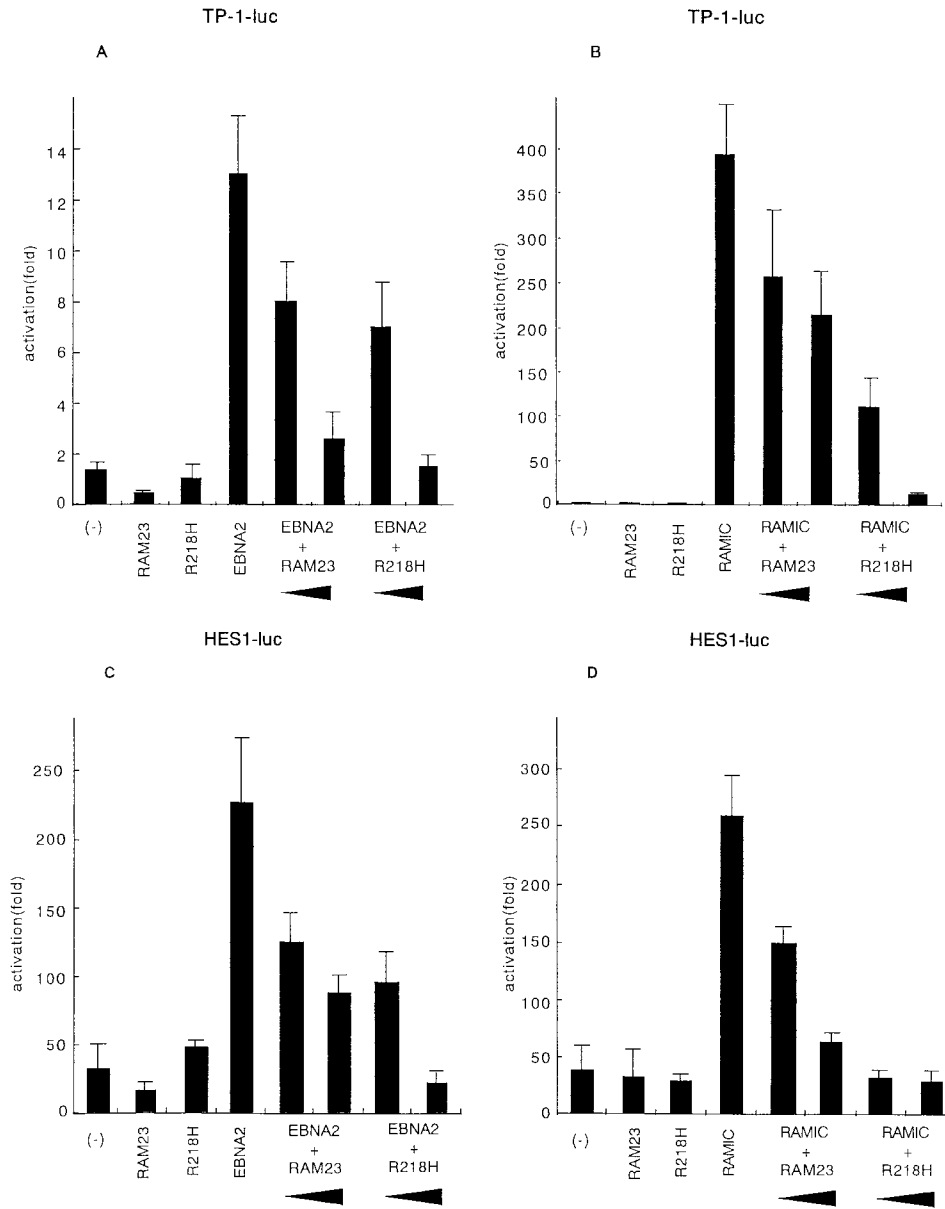 TP-1-luc
A
activation(fold)
14
12
10
8
6
4
2
0
(-)
RAM23
R218H
EBNA2
EBNA2
+
RAM23
EBNA2
+
R218H
TP-1-luc
B
activation(fold)
400
350
300
250
200
150
100
50
0
(-)
RAM23
R218H
RAMIC
RAMIC
+
RAM23
RAMIC
+
R218H
HES1-luc
C
activation(fold)
250
200
150
100
50
0
(-)
RAM23
R218H
EBNA2
EBNA2
+
RAM23
EBNA2
+
R218H
HES1-luc
D
activation(fold)
300
250
200
150
100
50
0
(-)
RAM23
R218H
RAMIC
RAMIC
+
RAM23
RAMIC
+
R218H